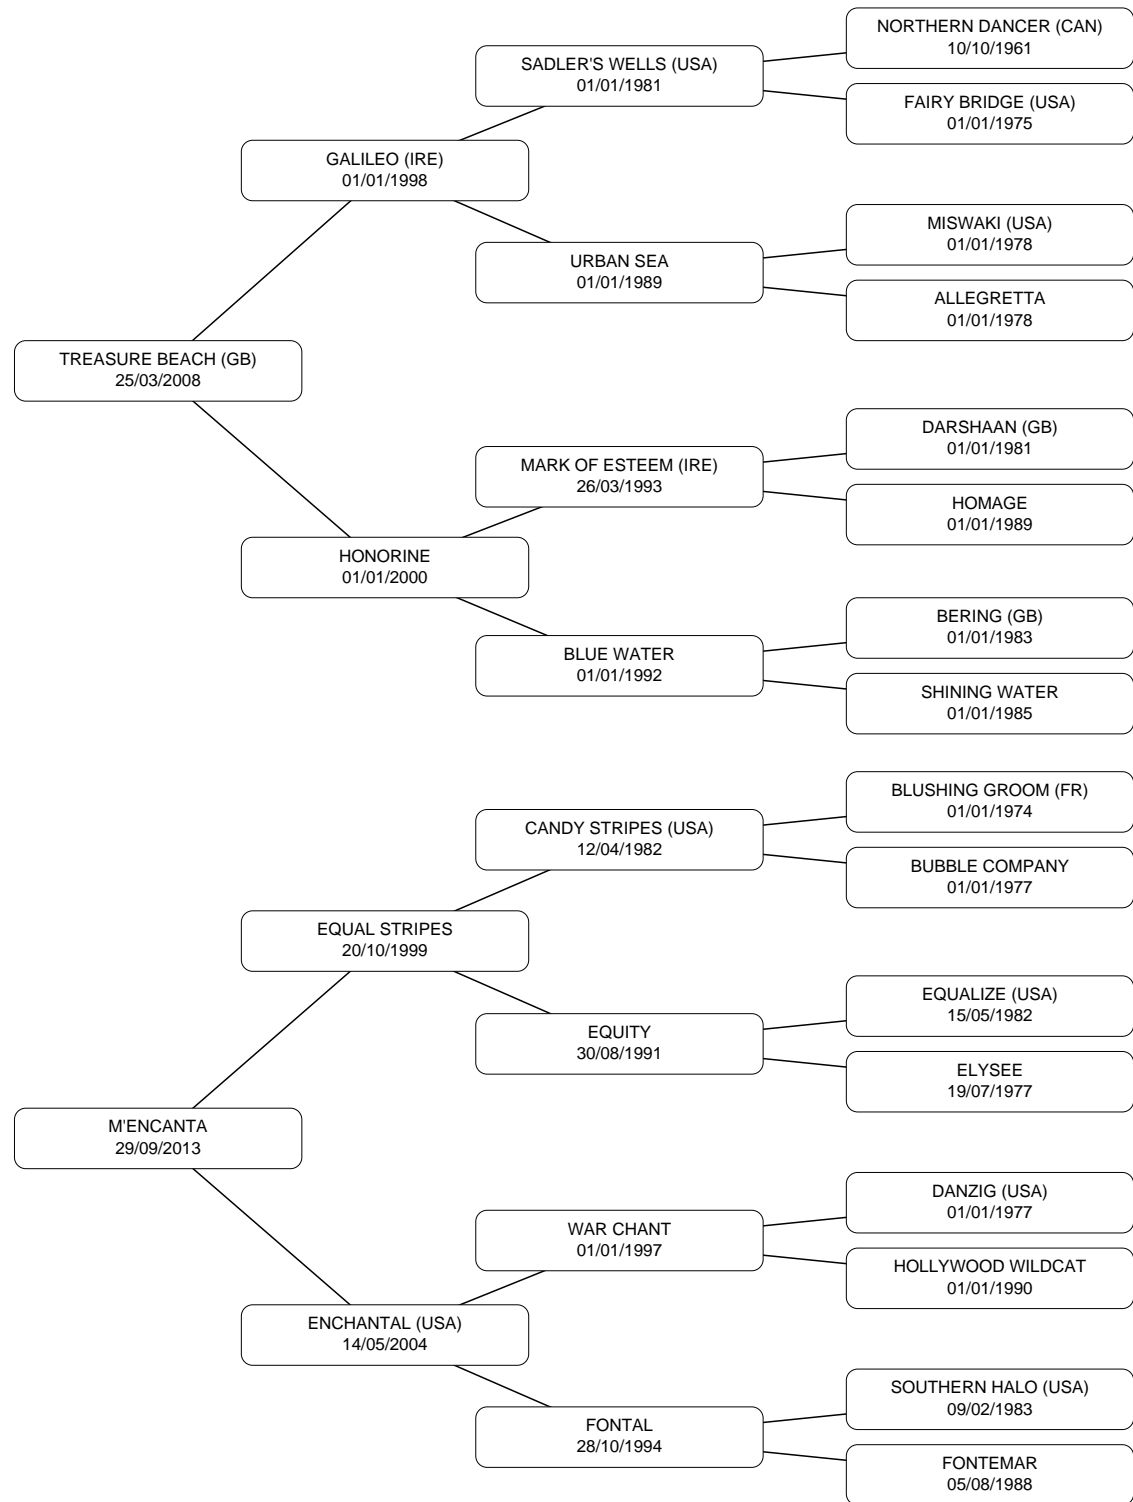 NORTHERN DANCER (CAN)
10/10/1961
SADLER'S WELLS (USA)
01/01/1981
FAIRY BRIDGE (USA)
01/01/1975
GALILEO (IRE)
01/01/1998
MISWAKI (USA)
01/01/1978
URBAN SEA
01/01/1989
ALLEGRETTA
01/01/1978
TREASURE BEACH (GB)
25/03/2008
DARSHAAN (GB)
01/01/1981
MARK OF ESTEEM (IRE)
26/03/1993
HOMAGE
01/01/1989
HONORINE
01/01/2000
BERING (GB)
01/01/1983
BLUE WATER
01/01/1992
SHINING WATER
01/01/1985
BLUSHING GROOM (FR)
01/01/1974
CANDY STRIPES (USA)
12/04/1982
BUBBLE COMPANY
01/01/1977
EQUAL STRIPES
20/10/1999
EQUALIZE (USA)
15/05/1982
EQUITY
30/08/1991
ELYSEE
19/07/1977
M'ENCANTA
29/09/2013
DANZIG (USA)
01/01/1977
WAR CHANT
01/01/1997
HOLLYWOOD WILDCAT
01/01/1990
ENCHANTAL (USA)
14/05/2004
SOUTHERN HALO (USA)
09/02/1983
FONTAL
28/10/1994
FONTEMAR
05/08/1988